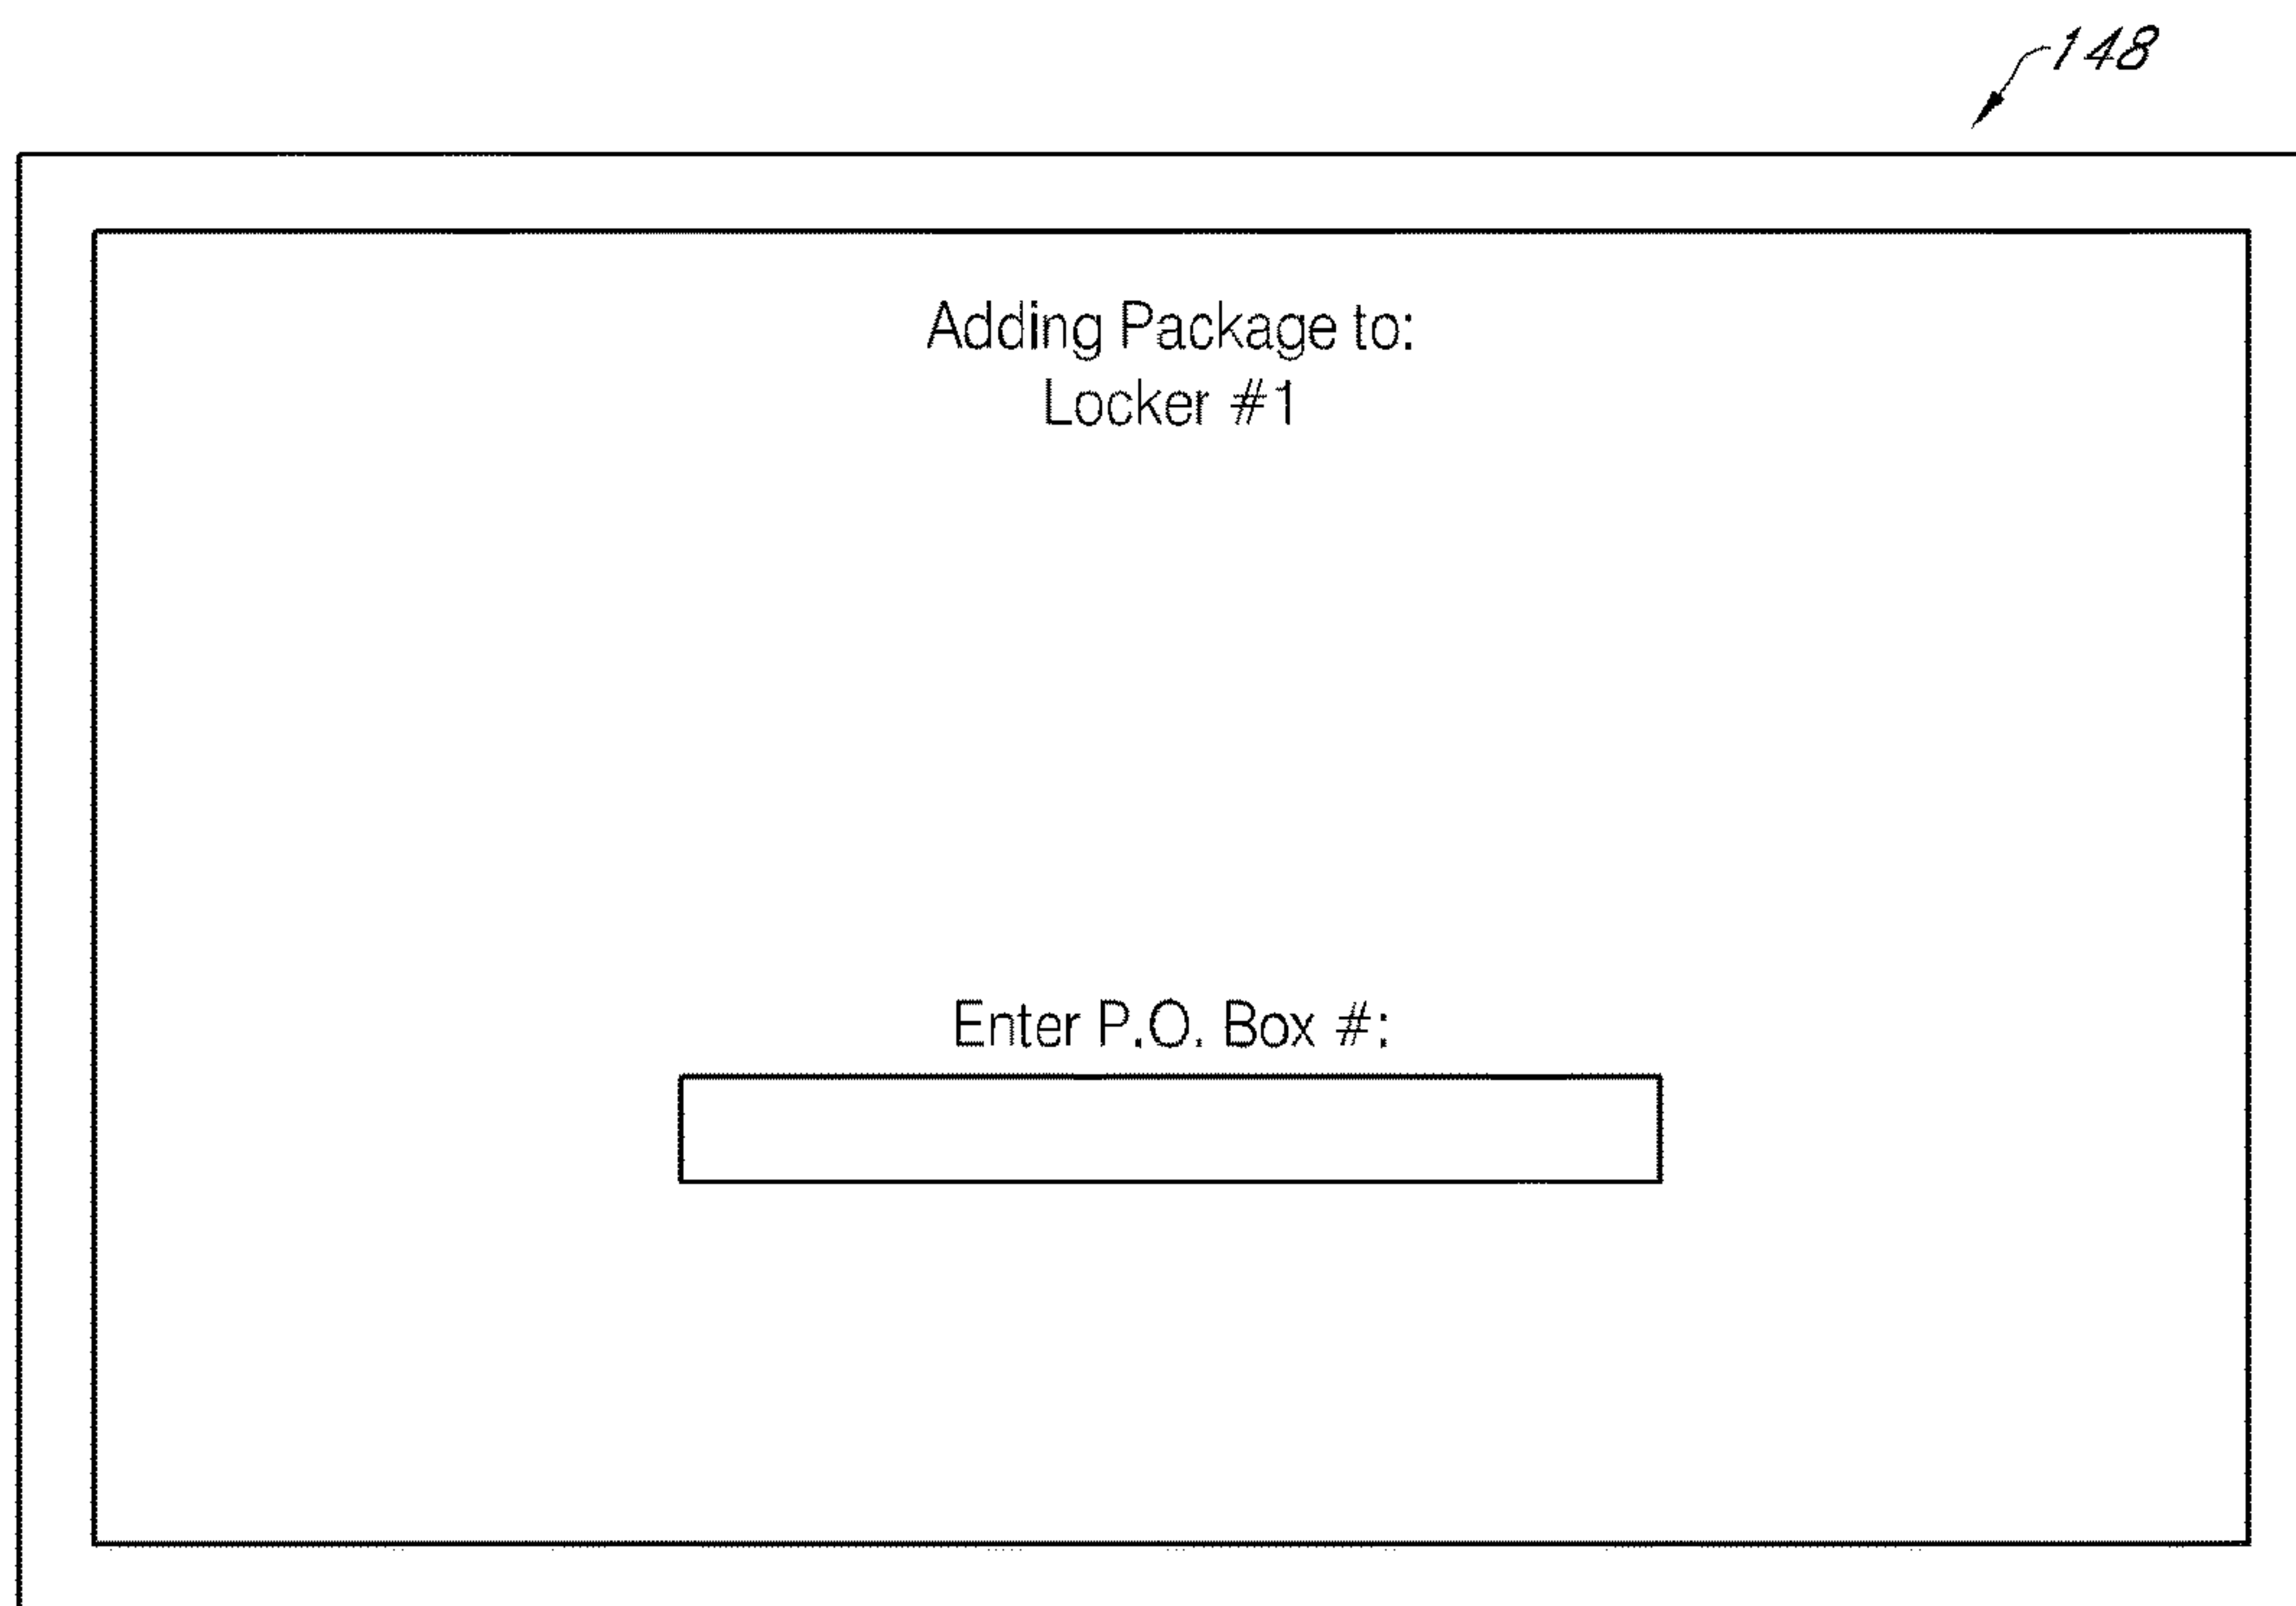 148
Adding Package to:
Locker #1
Enter P.O. Box #: